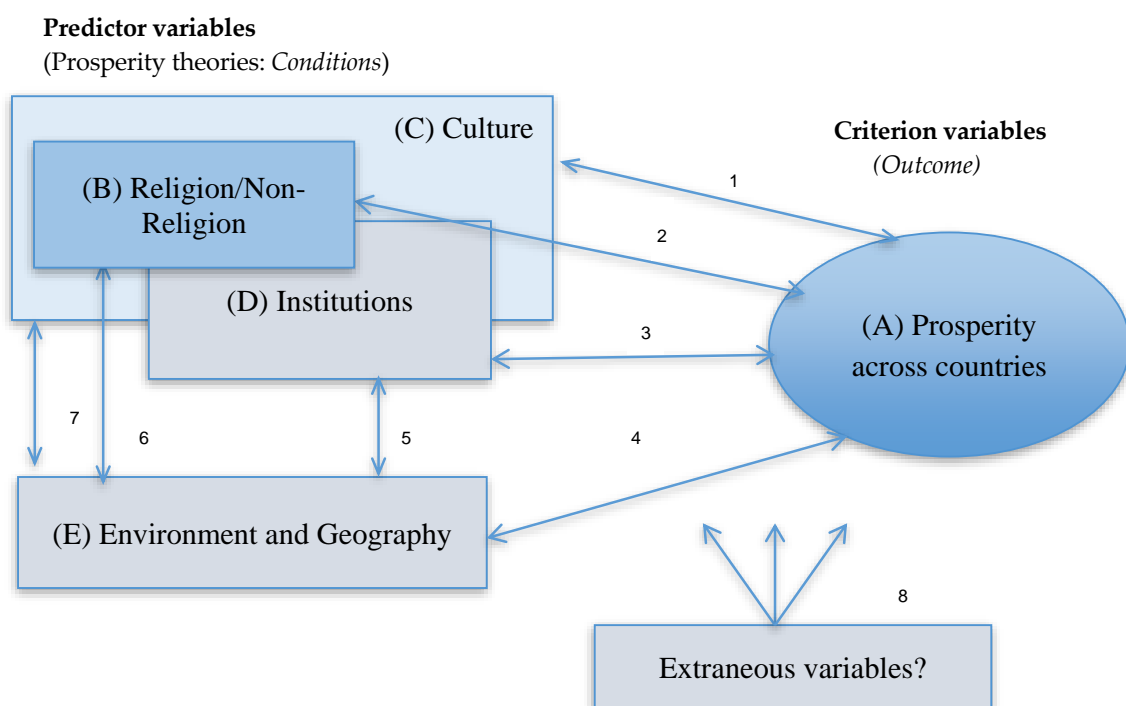 Predictor variables
(Prosperity theories: Conditions)
(C) Culture
Criterion variables
(Outcome)
(B) Religion/Non-
Religion
1
2
(D) Institutions
3
(A) Prosperity
across countries
7
6
5
4
(E) Environment and Geography
8
Extraneous variables?